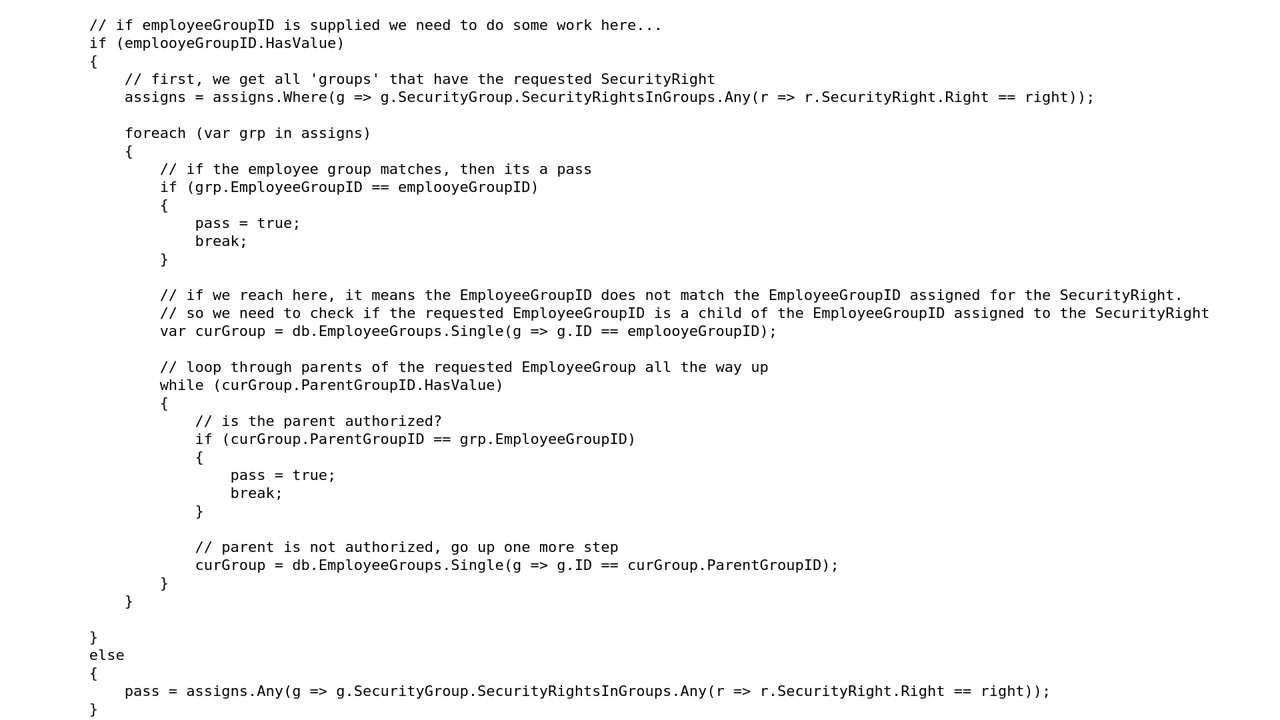 // if employeeGroupID is supplied we need to do some work here...
if (emplooyeGroupID.HasValue)
{
    // first, we get all 'groups' that have the requested SecurityRight
    assigns = assigns.Where(g => g.SecurityGroup.SecurityRightsInGroups.Any(r => r.SecurityRight.Right == right));

    foreach (var grp in assigns)
    {
        // if the employee group matches, then its a pass
        if (grp.EmployeeGroupID == emplooyeGroupID)
        {
            pass = true;
            break;
        }

        // if we reach here, it means the EmployeeGroupID does not match the EmployeeGroupID assigned for the SecurityRight.
        // so we need to check if the requested EmployeeGroupID is a child of the EmployeeGroupID assigned to the SecurityRight
        var curGroup = db.EmployeeGroups.Single(g => g.ID == emplooyeGroupID);

        // loop through parents of the requested EmployeeGroup all the way up
        while (curGroup.ParentGroupID.HasValue)
        {
            // is the parent authorized?
            if (curGroup.ParentGroupID == grp.EmployeeGroupID)
            {
                pass = true;
                break;
            }

            // parent is not authorized, go up one more step
            curGroup = db.EmployeeGroups.Single(g => g.ID == curGroup.ParentGroupID);
        }
    }

}
else
{
    pass = assigns.Any(g => g.SecurityGroup.SecurityRightsInGroups.Any(r => r.SecurityRight.Right == right));
}